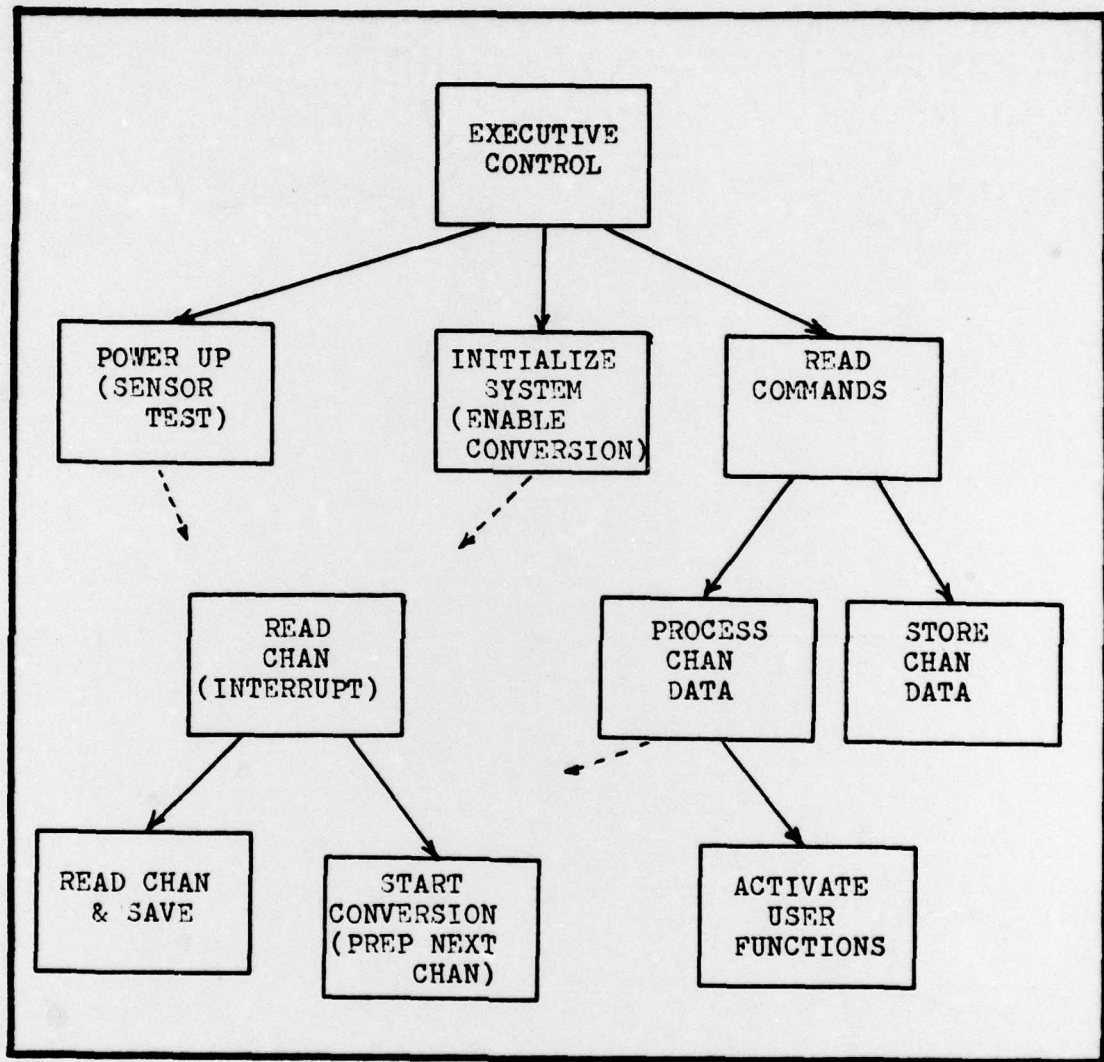 EXECUTIVE
CONTROL
POWER UP
(SENSOR
TEST)
INITIALIZE
SYSTEM
(ENABLE
CONVERSION)
READ
COMMANDS
READ
CHAN
(INTERRUPT)
PROCESS
CHAN
DATA
STORE
CHAN
DATA
READ CHAN
& SAVE
START
CONVERSION
(PREP NEXT
CHAN)
ACTIVATE
USER
FUNCTIONS